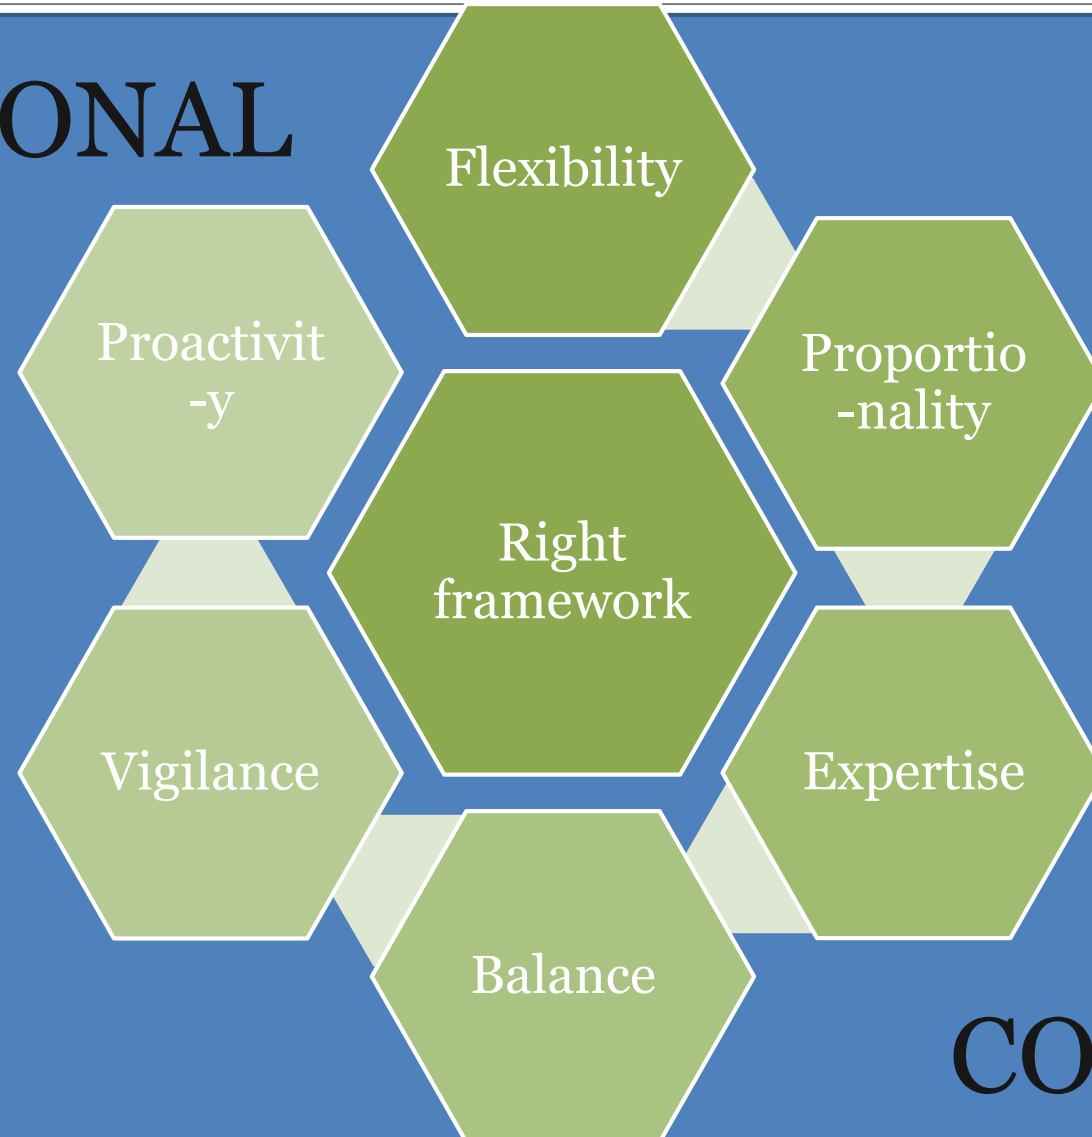 ONAL
Flexibility
Proactivit
-y
Proportio
-nality
Right
framework
Vigilance
Expertise
Balance
CO